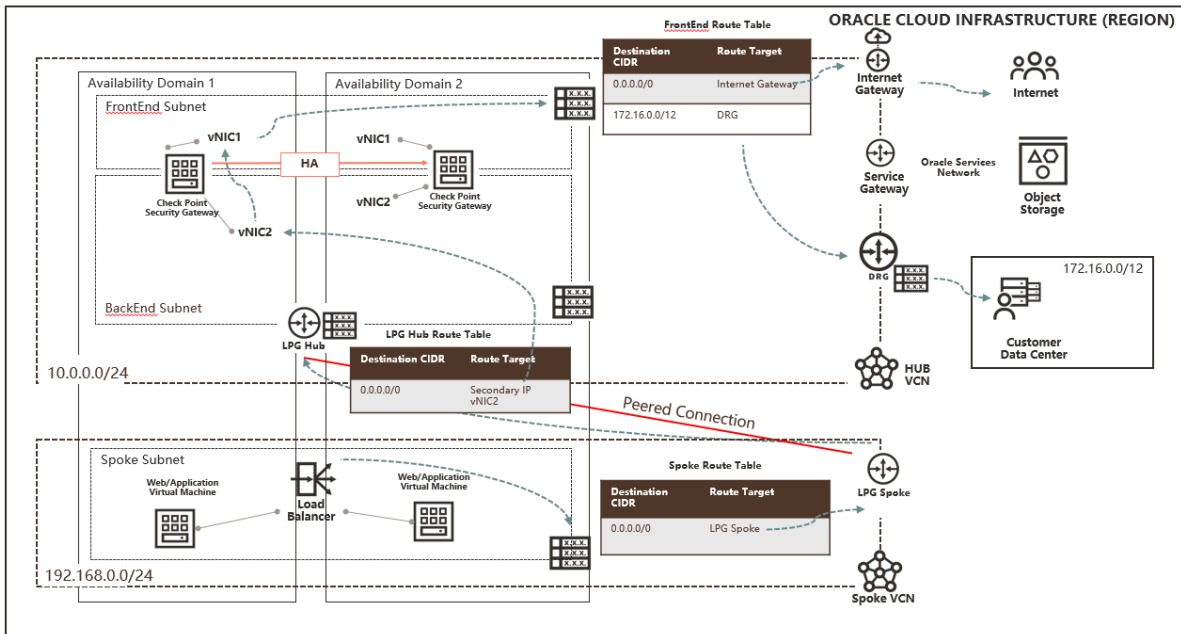 ORACLE CLOUD INFRASTRUCTURE (REGION)
FrontEnd Route Table
Destination CIDR
Route Target
0.0.0.0/0
Internet Gateway
172.16.0.0/12
DRG
Availability Domain 1
Availability Domain 2
FrontEnd Subnet
vNIC1
HA
vNIC1
Check Point
Security Gateway
vNIC2
vNIC2
Check Point
Security Gateway
BackEnd Subnet
X.X.X.
X.X.X.
X.X.X.
X.X.X.
X.X.X.
X.X.X.
Internet
Gateway
Internet
Service
Gateway
Oracle Services
Network
Object
Storage
DRG
X.X.X.
X.X.X.
X.X.X.
172.16.0.0/12
Customer
Data Center
HUB
VCN
LPG Hub
X.X.X.
X.X.X.
X.X.X.
LPG Hub Route Table
Destination CIDR
Route Target
0.0.0.0/0
Secondary IP
vNIC2
10.0.0.0/24
Peered Connection
Spoke Subnet
Web/Application
Virtual Machine
Load
Balancer
Web/Application
Virtual Machine
X.X.X.
X.X.X.
X.X.X.
Spoke Route Table
Destination
CIDR
Route Target
0.0.0.0/0
LPG Spoke
LPG Spoke
192.168.0.0/24
Spoke VCN